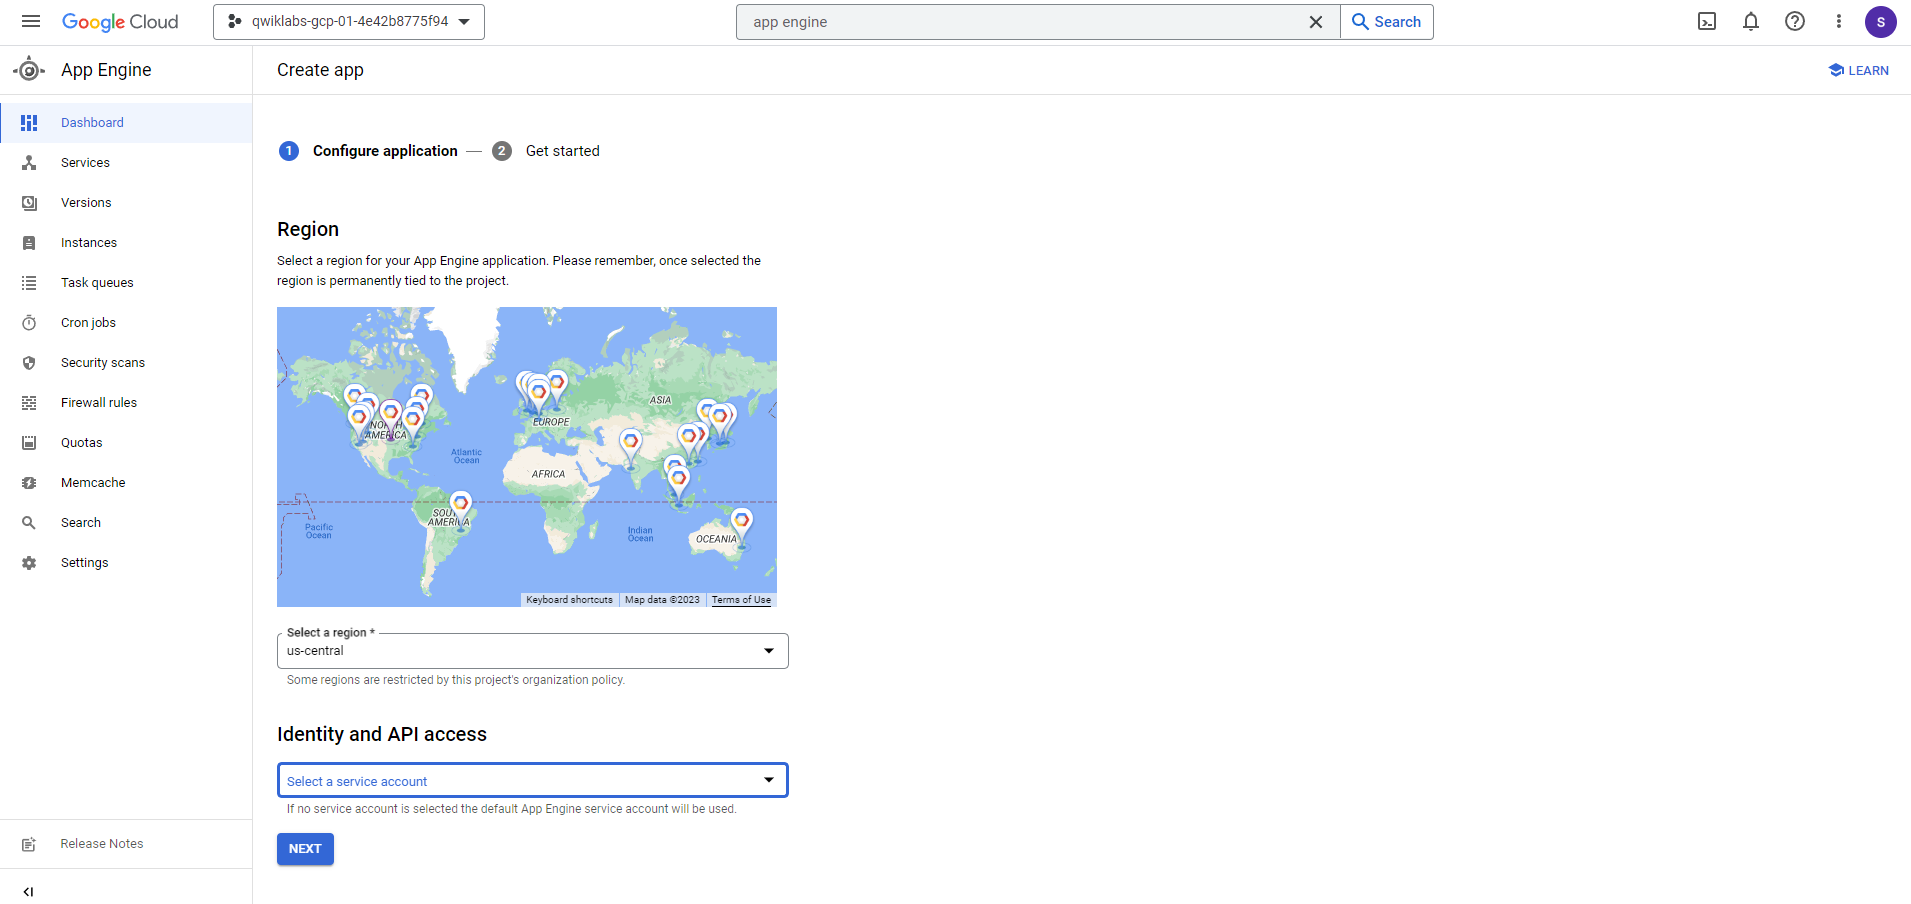 Google Cloud
qwiklabs-gcp-01-4e42b8775f94
app engine
Search
S
App Engine
Create app
LEARN
Dashboard
Services
Versions
Instances
Task queues
Cron jobs
Security scans
Firewall rules
Quotas
Memcache
Search
Settings
Release Notes
1 Configure application — 2 Get started
Region
Select a region for your App Engine application. Please remember, once selected the
region is permanently tied to the project.
NORTH
AMERICA
EUROPE
ASIA
Atlantic
Ocean
AFRICA
SOUTH
AMERICA
Pacific
Ocean
Indian
Ocean
OCEANIA
Keyboard shortcuts
Map data ©2023
Terms of Use
Select a region *
us-central
Some regions are restricted by this project's organization policy.
Identity and API access
Select a service account
If no service account is selected the default App Engine service account will be used.
NEXT